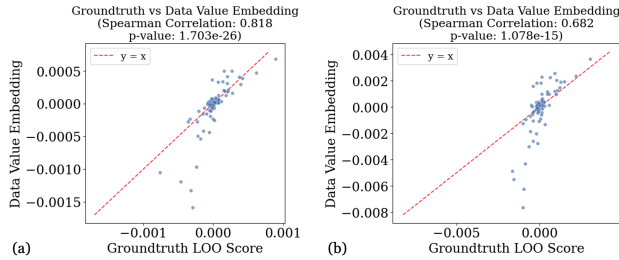 Groundtruth vs Data Value Embedding
(Spearman Correlation: 0.818
p-value: 1.703e-26)
y = x
Data Value Embedding
0.0005
0.0000
−0.0005
−0.0010
−0.0015
−0.001
0.000
0.001
Groundtruth LOO Score
(a)
Groundtruth vs Data Value Embedding
(Spearman Correlation: 0.682
p-value: 1.078e-15)
y = x
Data Value Embedding
0.004
0.002
0.000
−0.002
−0.004
−0.006
−0.008
−0.005
0.000
Groundtruth LOO Score
(b)